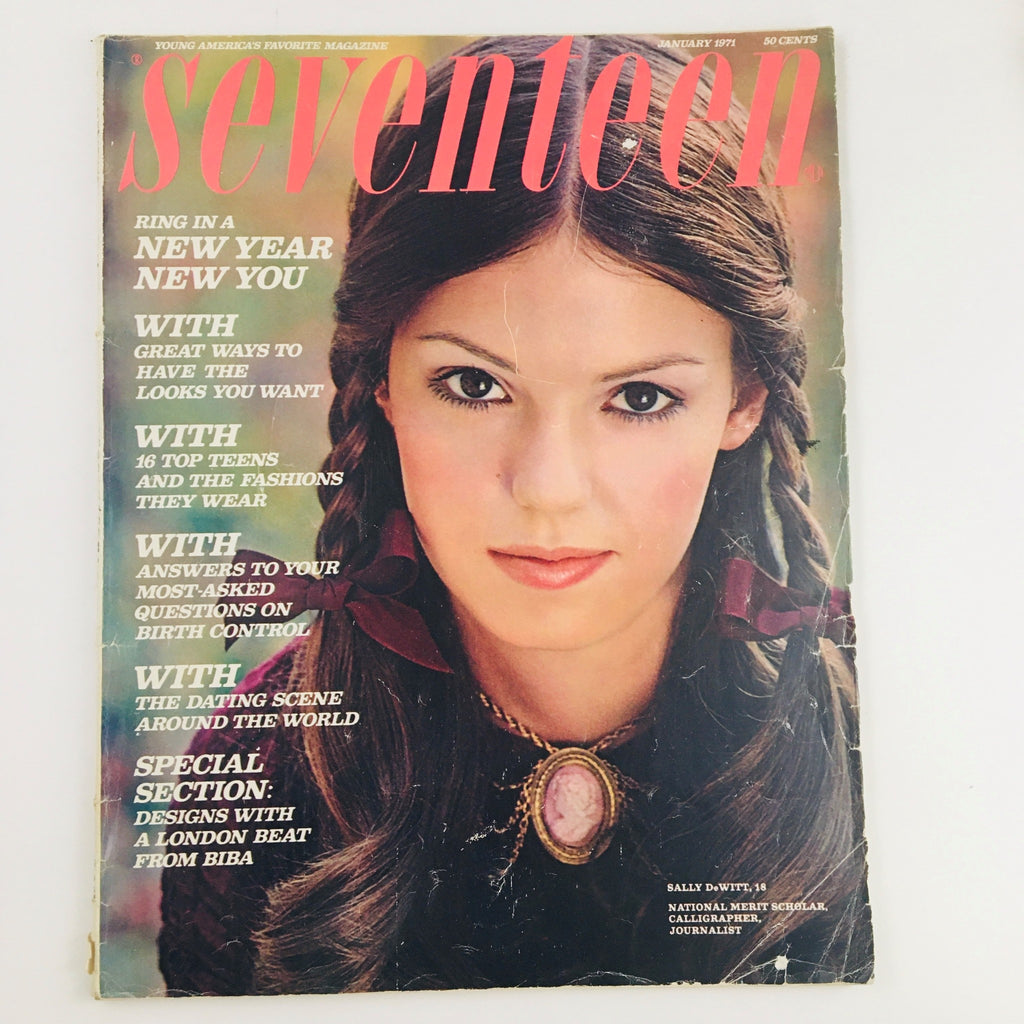 YOUNG AMERICA'S FAVORITE MAGAZINE
JANUARY 1971
50 CENTS
seventeen
®
®
RING IN A
NEW YEAR
NEW YOU
WITH
GREAT WAYS TO
HAVE THE
LOOKS YOU WANT
WITH
16 TOP TEENS
AND THE FASHIONS
THEY WEAR
WITH
ANSWERS TO YOUR
MOST-ASKED
QUESTIONS ON
BIRTH CONTROL
WITH
THE DATING SCENE
AROUND THE WORLD
SPECIAL
SECTION:
DESIGNS WITH
A LONDON BEAT
FROM BIBA
SALLY DeWITT, 18
NATIONAL MERIT SCHOLAR,
CALLIGRAPHER,
JOURNALIST